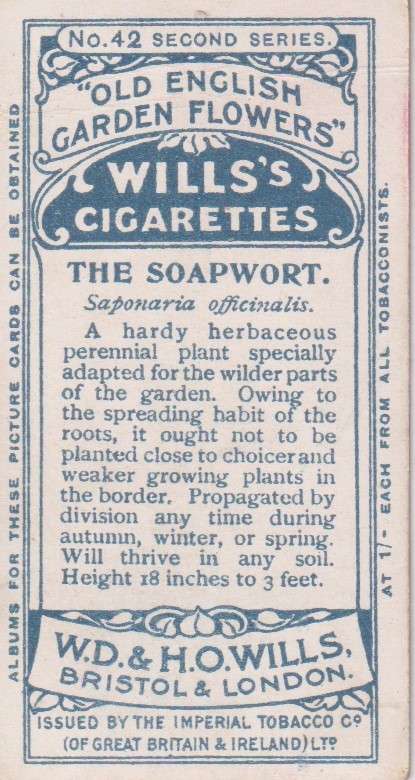 No. 42 SECOND SERIES.
"OLD ENGLISH
GARDEN FLOWERS"
WILLS'S
CIGARETTES
THE SOAPWORT.
Saponaria officinalis.
A hardy herbaceous
perennial plant specially
adapted for the wilder parts
of the garden. Owing to
the spreading habit of the
roots, it ought not to be
planted close to choicer and
weaker growing plants in
the border. Propagated by
division any time during
autumn, winter, or spring.
Will thrive in any soil.
Height 18 inches to 3 feet.
W.D. & H.O. WILLS,
BRISTOL & LONDON.
ISSUED BY THE IMPERIAL TOBACCO Co
(OF GREAT BRITAIN & IRELAND) LTD
ALBUMS FOR THESE PICTURE CARDS CAN BE OBTAINED
AT 1/- EACH FROM ALL TOBACCONISTS.